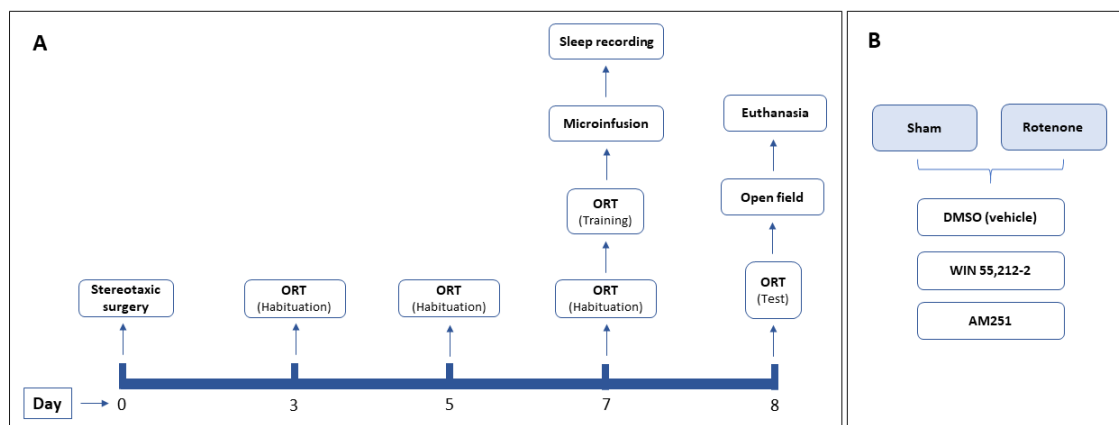 A
Sleep recording
Microinfusion
ORT
(Training)
Stereotaxic
surgery
ORT
(Habituation)
ORT
(Habituation)
ORT
(Habituation)
Euthanasia
Open field
ORT
(Test)
Day
0
3
5
7
8
B
Sham
Rotenone
DMSO (vehicle)
WIN 55,212-2
AM251